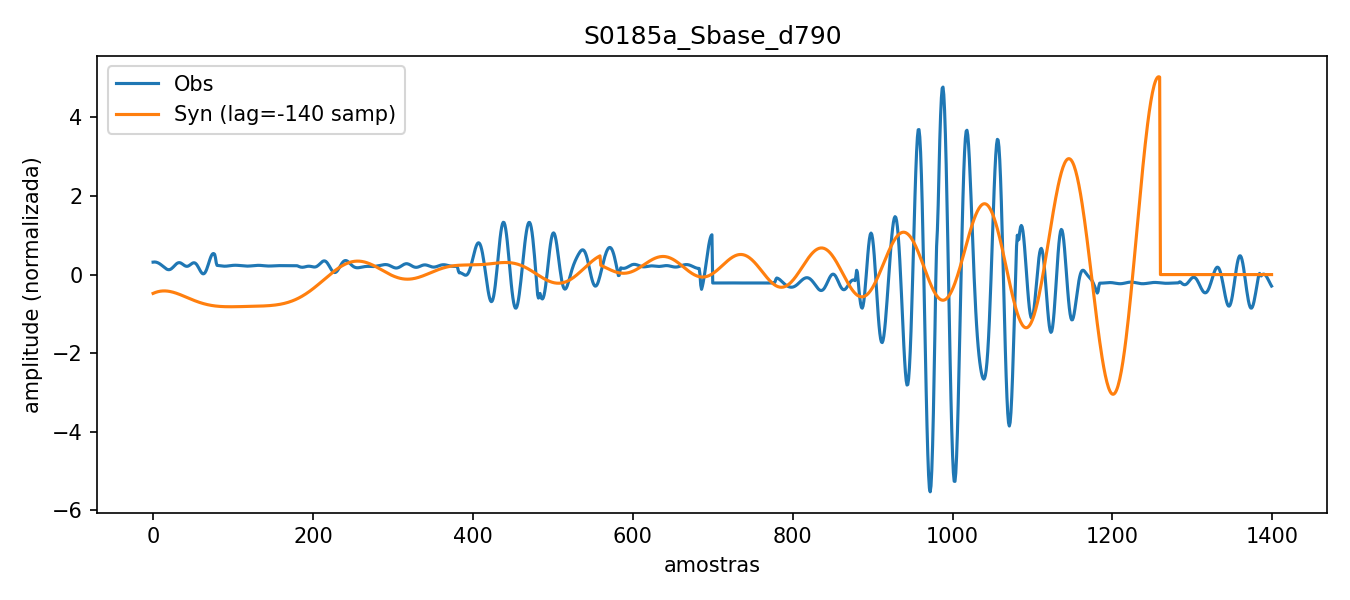 S0185a_Sbase_d790
Obs
Syn (lag=-140 samp)
amplitude (normalizada)
4
2
0
−2
−4
−6
0 200 400 600 800 1000 1200 1400
amostras